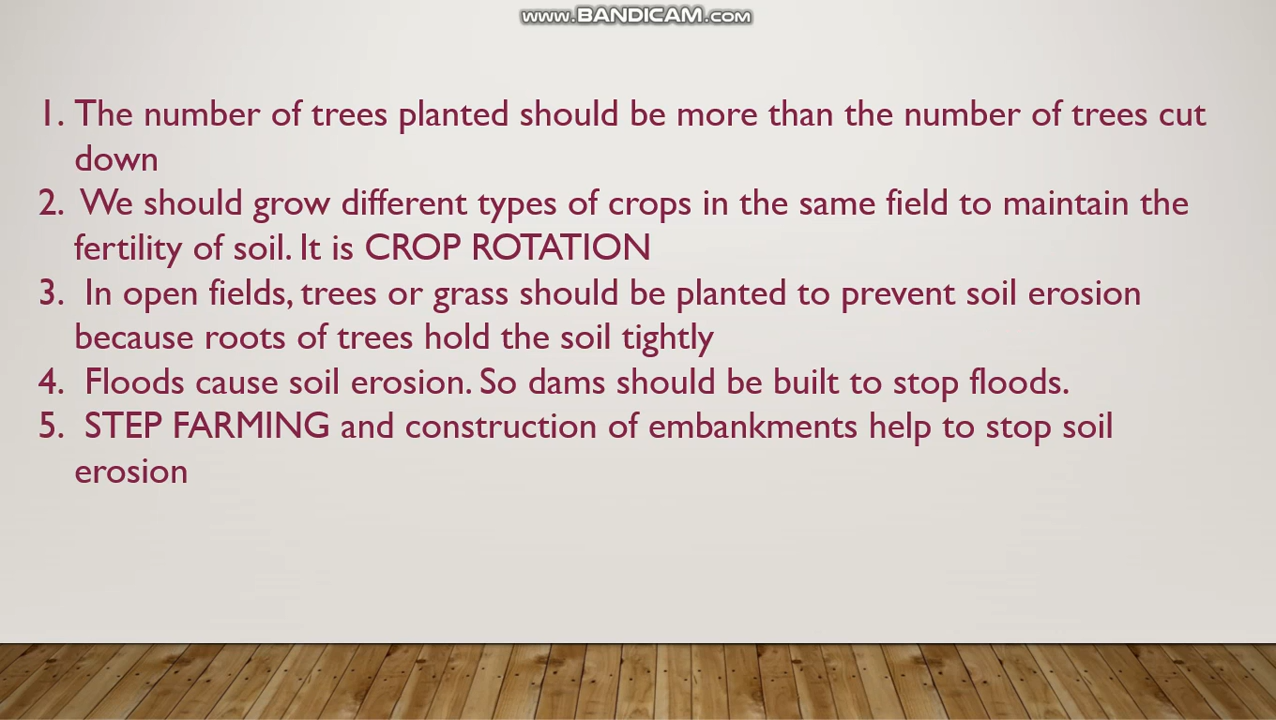 www.BANDICAM.com
1. The number of trees planted should be more than the number of trees cut
down
2. We should grow different types of crops in the same field to maintain the
fertility of soil. It is CROP ROTATION
3. In open fields, trees or grass should be planted to prevent soil erosion
because roots of trees hold the soil tightly
4. Floods cause soil erosion. So dams should be built to stop floods.
5. STEP FARMING and construction of embankments help to stop soil
erosion